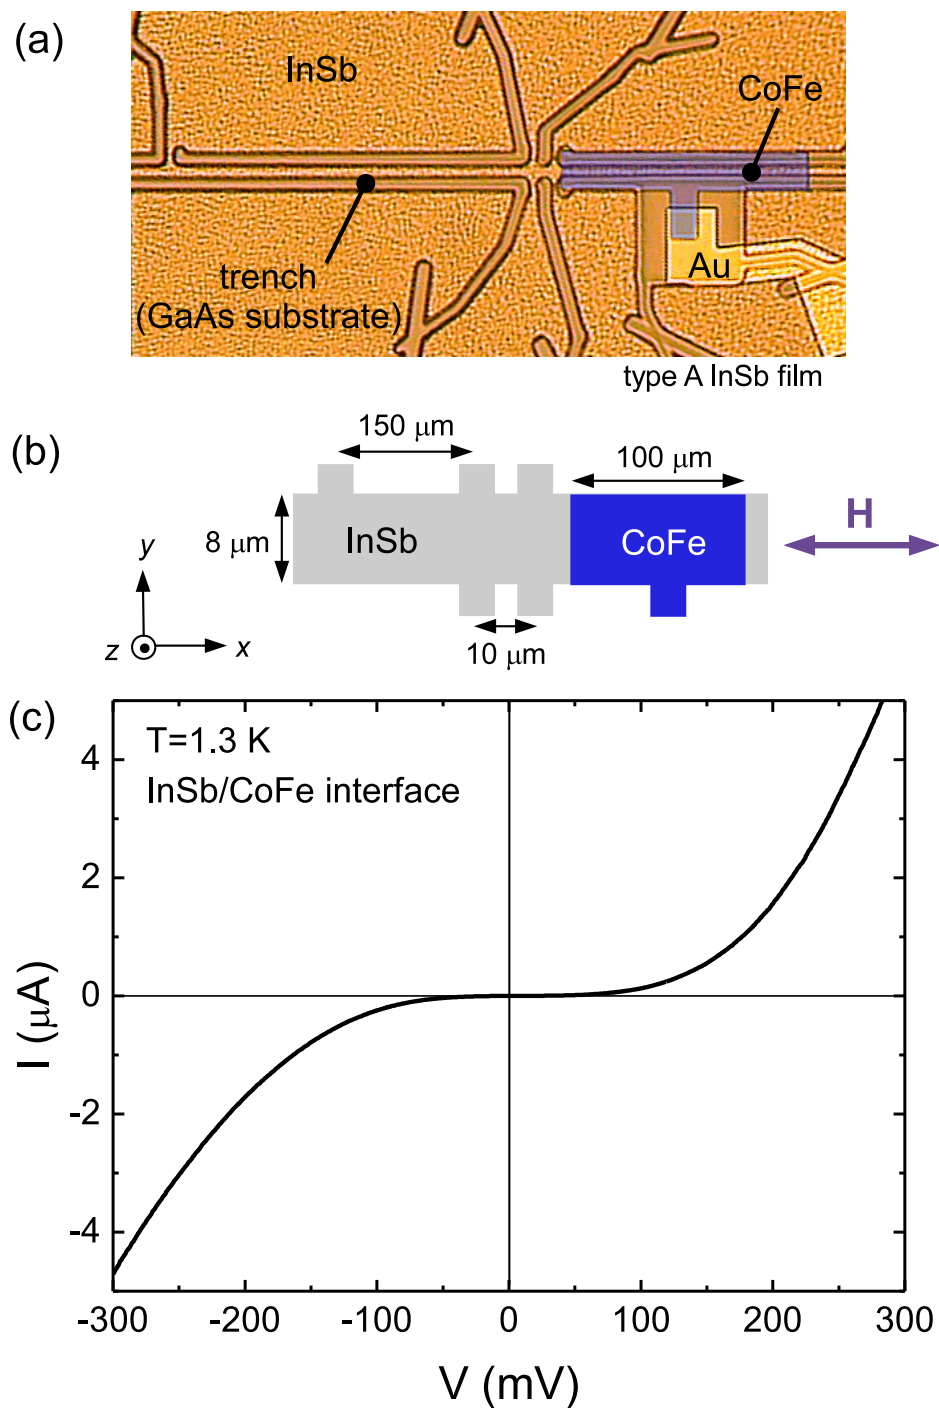 (a)
InSb
CoFe
trench
(GaAs substrate)
Au
type A InSb film
(b)
150 μm
100 μm
H
8 μm
InSb
CoFe
y
z
x
10 μm
(c)
T=1.3 K
InSb/CoFe interface
4
2
0
-2
-4
I (μA)
-300 -200 -100 0 100 200 300
V (mV)